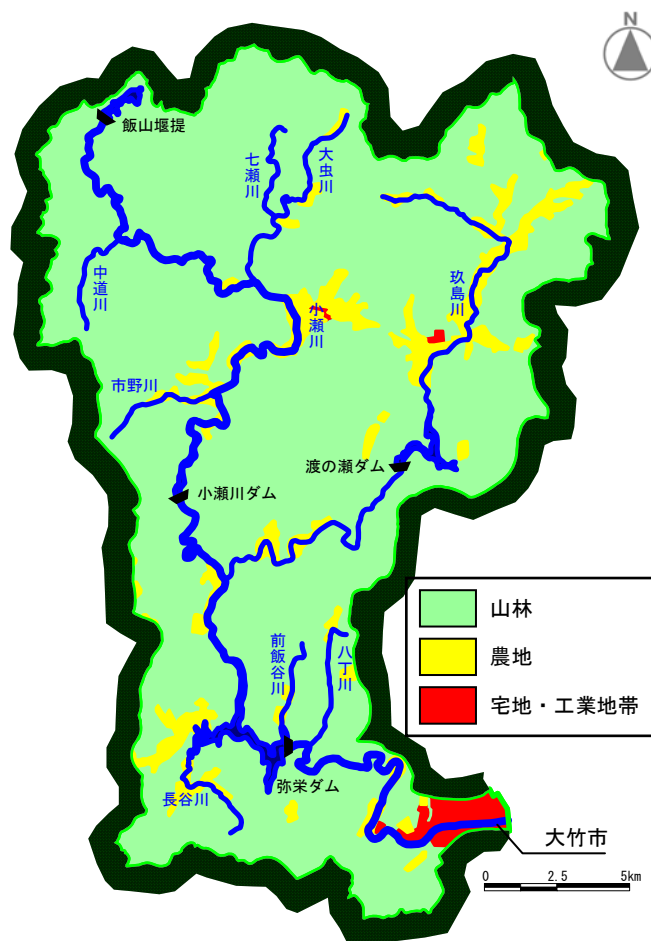 N
飯山堰堤
七瀬川
大虫川
中道川
玖島川
小瀬川
市野川
渡の瀬ダム
小瀬川ダム
山林
農地
宅地・工業地帯
前飯谷川
八丁川
弥栄ダム
長谷川
大竹市
0 2.5 5km